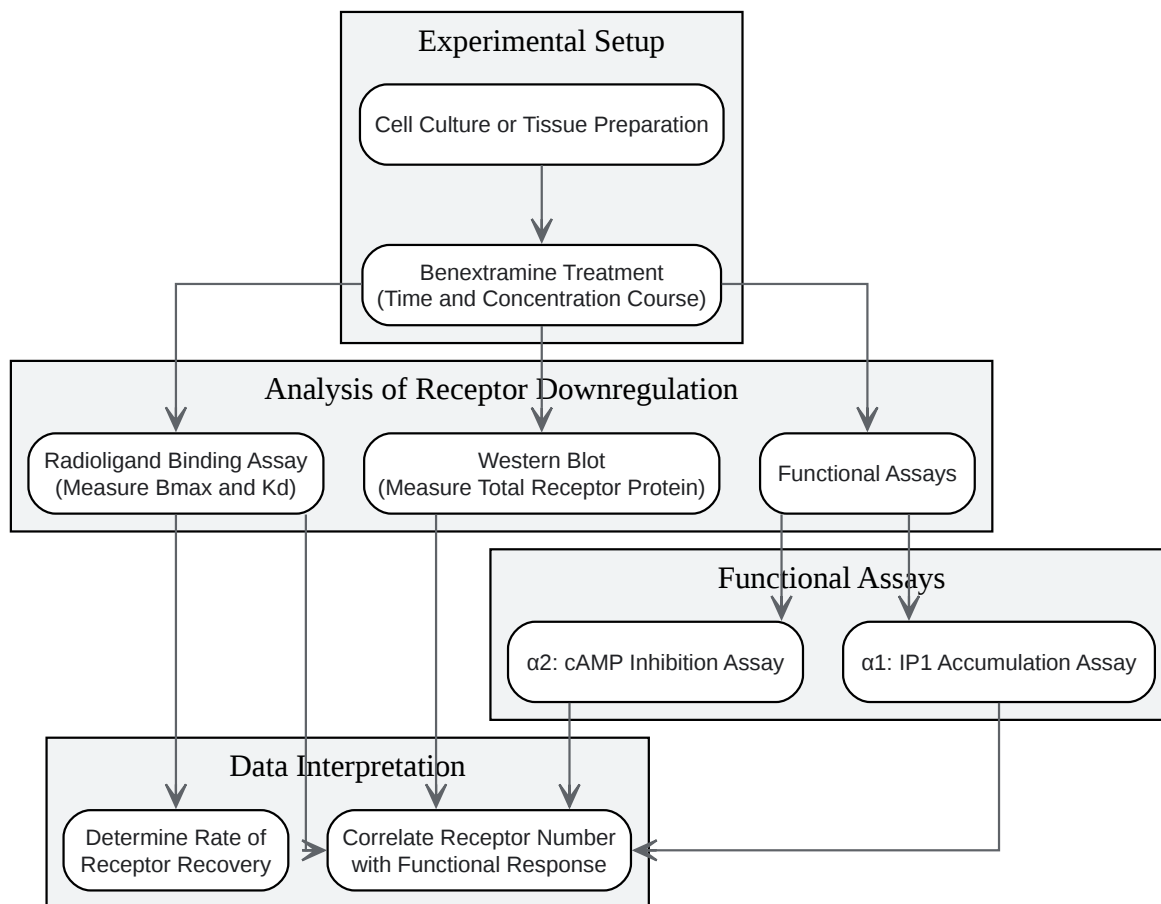 Experimental Setup
Cell Culture or Tissue Preparation
Benextramine Treatment
(Time and Concentration Course)
Analysis of Receptor Downregulation
Radioligand Binding Assay
(Measure Bmax and Kd)
Western Blot
(Measure Total Receptor Protein)
Functional Assays
Functional Assays
α2: cAMP Inhibition Assay
α1: IP1 Accumulation Assay
Data Interpretation
Determine Rate of
Receptor Recovery
Correlate Receptor Number
with Functional Response